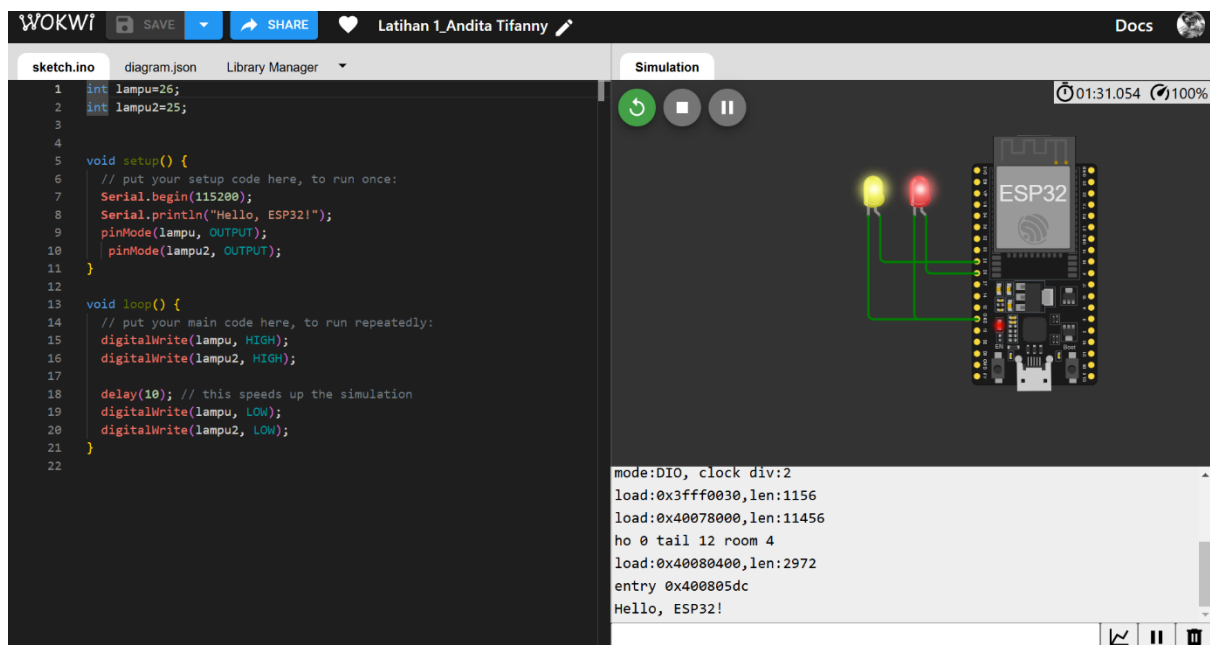 WOKWI SAVE SHARE Latihan 1_Andita Tifanny Docs
sketch.ino diagram.json Library Manager
1 int lampu=26;
2 int lampu2=25;
3
4
5 void setup() {
6 // put your setup code here, to run once:
7 Serial.begin(115200);
8 Serial.println("Hello, ESP32!");
9 pinMode(lampu, OUTPUT);
10 pinMode(lampu2, OUTPUT);
11 }
12
13 void loop() {
14 // put your main code here, to run repeatedly:
15 digitalWrite(lampu, HIGH);
16 digitalWrite(lampu2, HIGH);
17
18 delay(10); // this speeds up the simulation
19 digitalWrite(lampu, LOW);
20 digitalWrite(lampu2, LOW);
21 }
22
Simulation
01:31.054 100%
ESP32
EN Boot
mode:DIO, clock div:2
load:0x3fff0030,len:1156
load:0x40078000,len:11456
ho 0 tail 12 room 4
load:0x40080400,len:2972
entry 0x400805dc
Hello, ESP32!